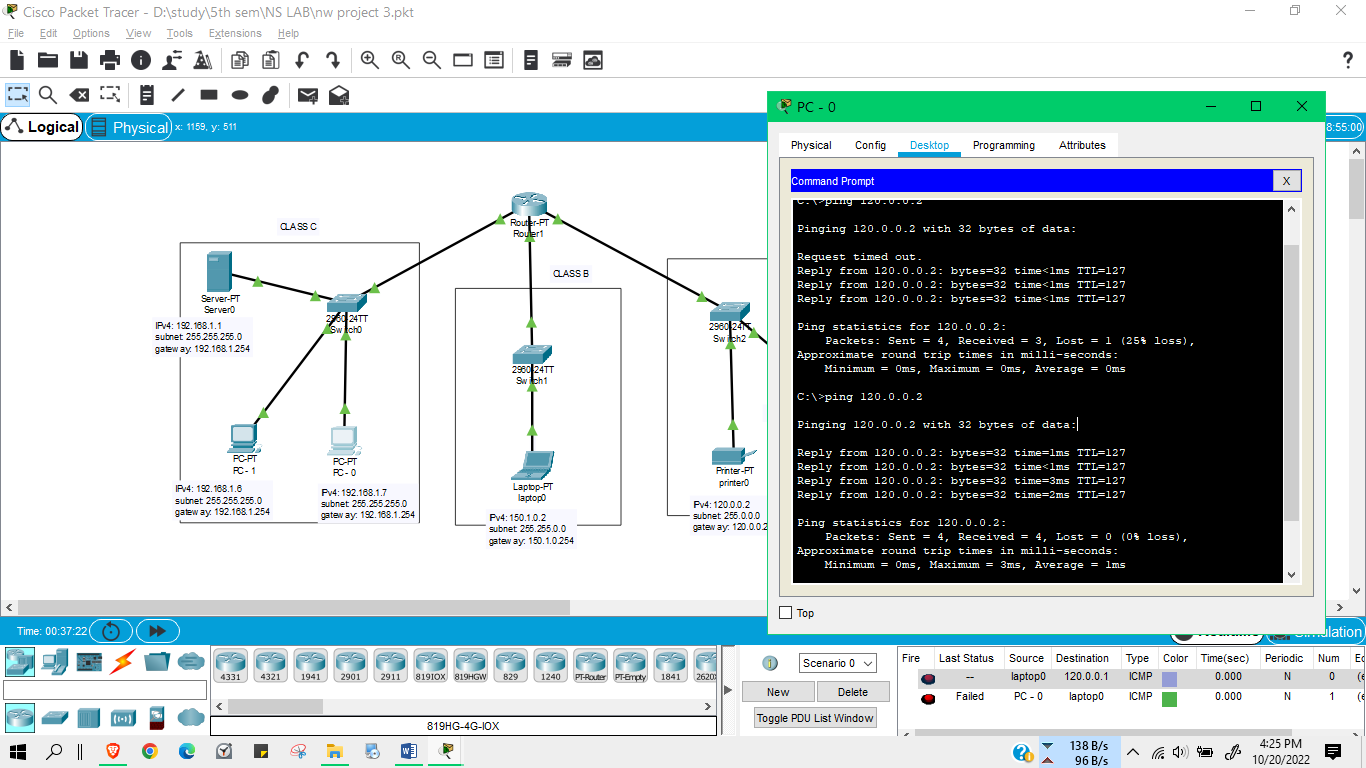 Cisco Packet Tracer - D:\study\5th sem\NS LAB\nw project 3.pkt
File Edit Options View Tools Extensions Help
Logical Physical x: 1159, y: 511
8:55:00
CLASS C
Server-PT
Server0
IPv4: 192.168.1.1
subnet: 255.255.255.0
gateway: 192.168.1.254
2960-24TT
Switch0
PC-PT
PC - 1
IPv4: 192.168.1.6
subnet: 255.255.255.0
gateway: 192.168.1.254
PC-PT
PC - 0
IPv4: 192.168.1.7
subnet: 255.255.255.0
gateway: 192.168.1.254
Router-PT
Router1
CLASS B
2960-24TT
Switch1
Laptop-PT
laptop0
IPv4: 150.1.0.2
subnet: 255.255.0.0
gateway: 150.1.0.254
2960-24TT
Switch2
Printer-PT
printer0
IPv4: 120.0.0.2
subnet: 255.0.0.0
gateway: 120.0.0.2
PC - 0
Physical Config Desktop Programming Attributes
Command Prompt X
C:\>ping 120.0.0.2
Pinging 120.0.0.2 with 32 bytes of data:
Request timed out.
Reply from 120.0.0.2: bytes=32 time<1ms TTL=127
Reply from 120.0.0.2: bytes=32 time<1ms TTL=127
Reply from 120.0.0.2: bytes=32 time<1ms TTL=127
Ping statistics for 120.0.0.2:
Packets: Sent = 4, Received = 3, Lost = 1 (25% loss),
Approximate round trip times in milli-seconds:
Minimum = 0ms, Maximum = 0ms, Average = 0ms
C:\>ping 120.0.0.2
Pinging 120.0.0.2 with 32 bytes of data:
Reply from 120.0.0.2: bytes=32 time=1ms TTL=127
Reply from 120.0.0.2: bytes=32 time<1ms TTL=127
Reply from 120.0.0.2: bytes=32 time=3ms TTL=127
Reply from 120.0.0.2: bytes=32 time=2ms TTL=127
Ping statistics for 120.0.0.2:
Packets: Sent = 4, Received = 4, Lost = 0 (0% loss),
Approximate round trip times in milli-seconds:
Minimum = 0ms, Maximum = 3ms, Average = 1ms
Top
Time: 00:37:22
Simulation
4331 4321 1941 2901 2911 819IOX 819HGW 829 1240 PT-Router PT-Empty 1841 2620X
819HG-4G-IOX
Scenario 0
New Delete
Toggle PDU List Window
Fire Last Status Source Destination Type Color Time(sec) Periodic Num Ed
-- laptop0 120.0.0.1 ICMP 0.000 N 0 (e
Failed PC - 0 laptop0 ICMP 0.000 N 1 (e
138 B/s
96 B/s
4:25 PM
10/20/2022